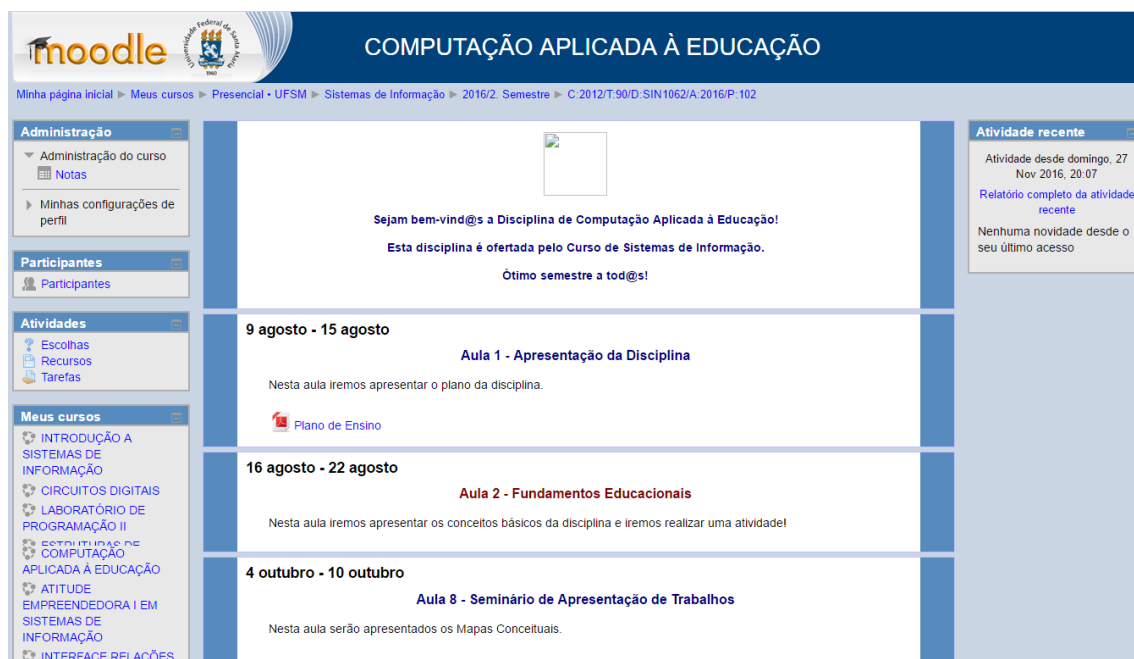 moodle
Universidade Federal de Santa Maria
1960
COMPUTAÇÃO APLICADA À EDUCAÇÃO
Minha página inicial ► Meus cursos ► Presencial • UFSM ► Sistemas de Informação ► 2016/2. Semestre ► C:2012/T:90/D:SIN1062/A:2016/P:102
Administração
Administração do curso
Notas
Minhas configurações de
perfil
Participantes
Participantes
Atividades
Escolhas
Recursos
Tarefas
Meus cursos
INTRODUÇÃO A
SISTEMAS DE
INFORMAÇÃO
CIRCUITOS DIGITAIS
LABORATÓRIO DE
PROGRAMAÇÃO II
ESTRUTURAS DE
COMPUTAÇÃO
APLICADA À EDUCAÇÃO
ATITUDE
EMPREENDEDORA I EM
SISTEMAS DE
INFORMAÇÃO
INTERFACE RELAÇÕES
Sejam bem-vind@s a Disciplina de Computação Aplicada à Educação!
Esta disciplina é ofertada pelo Curso de Sistemas de Informação.
Ótimo semestre a tod@s!
9 agosto - 15 agosto
Aula 1 - Apresentação da Disciplina
Nesta aula iremos apresentar o plano da disciplina.
Plano de Ensino
16 agosto - 22 agosto
Aula 2 - Fundamentos Educacionais
Nesta aula iremos apresentar os conceitos básicos da disciplina e iremos realizar uma atividade!
4 outubro - 10 outubro
Aula 8 - Seminário de Apresentação de Trabalhos
Nesta aula serão apresentados os Mapas Conceituais.
Atividade recente
Atividade desde domingo, 27
Nov 2016, 20:07
Relatório completo da atividade
recente
Nenhuma novidade desde o
seu último acesso